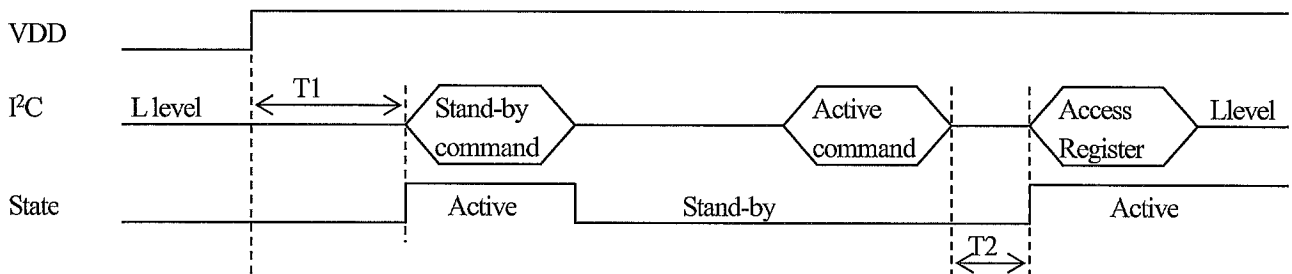 VDD
T1
I²C L level Stand-by command Active command Access Register Llevel
State Active Stand-by Active
T2